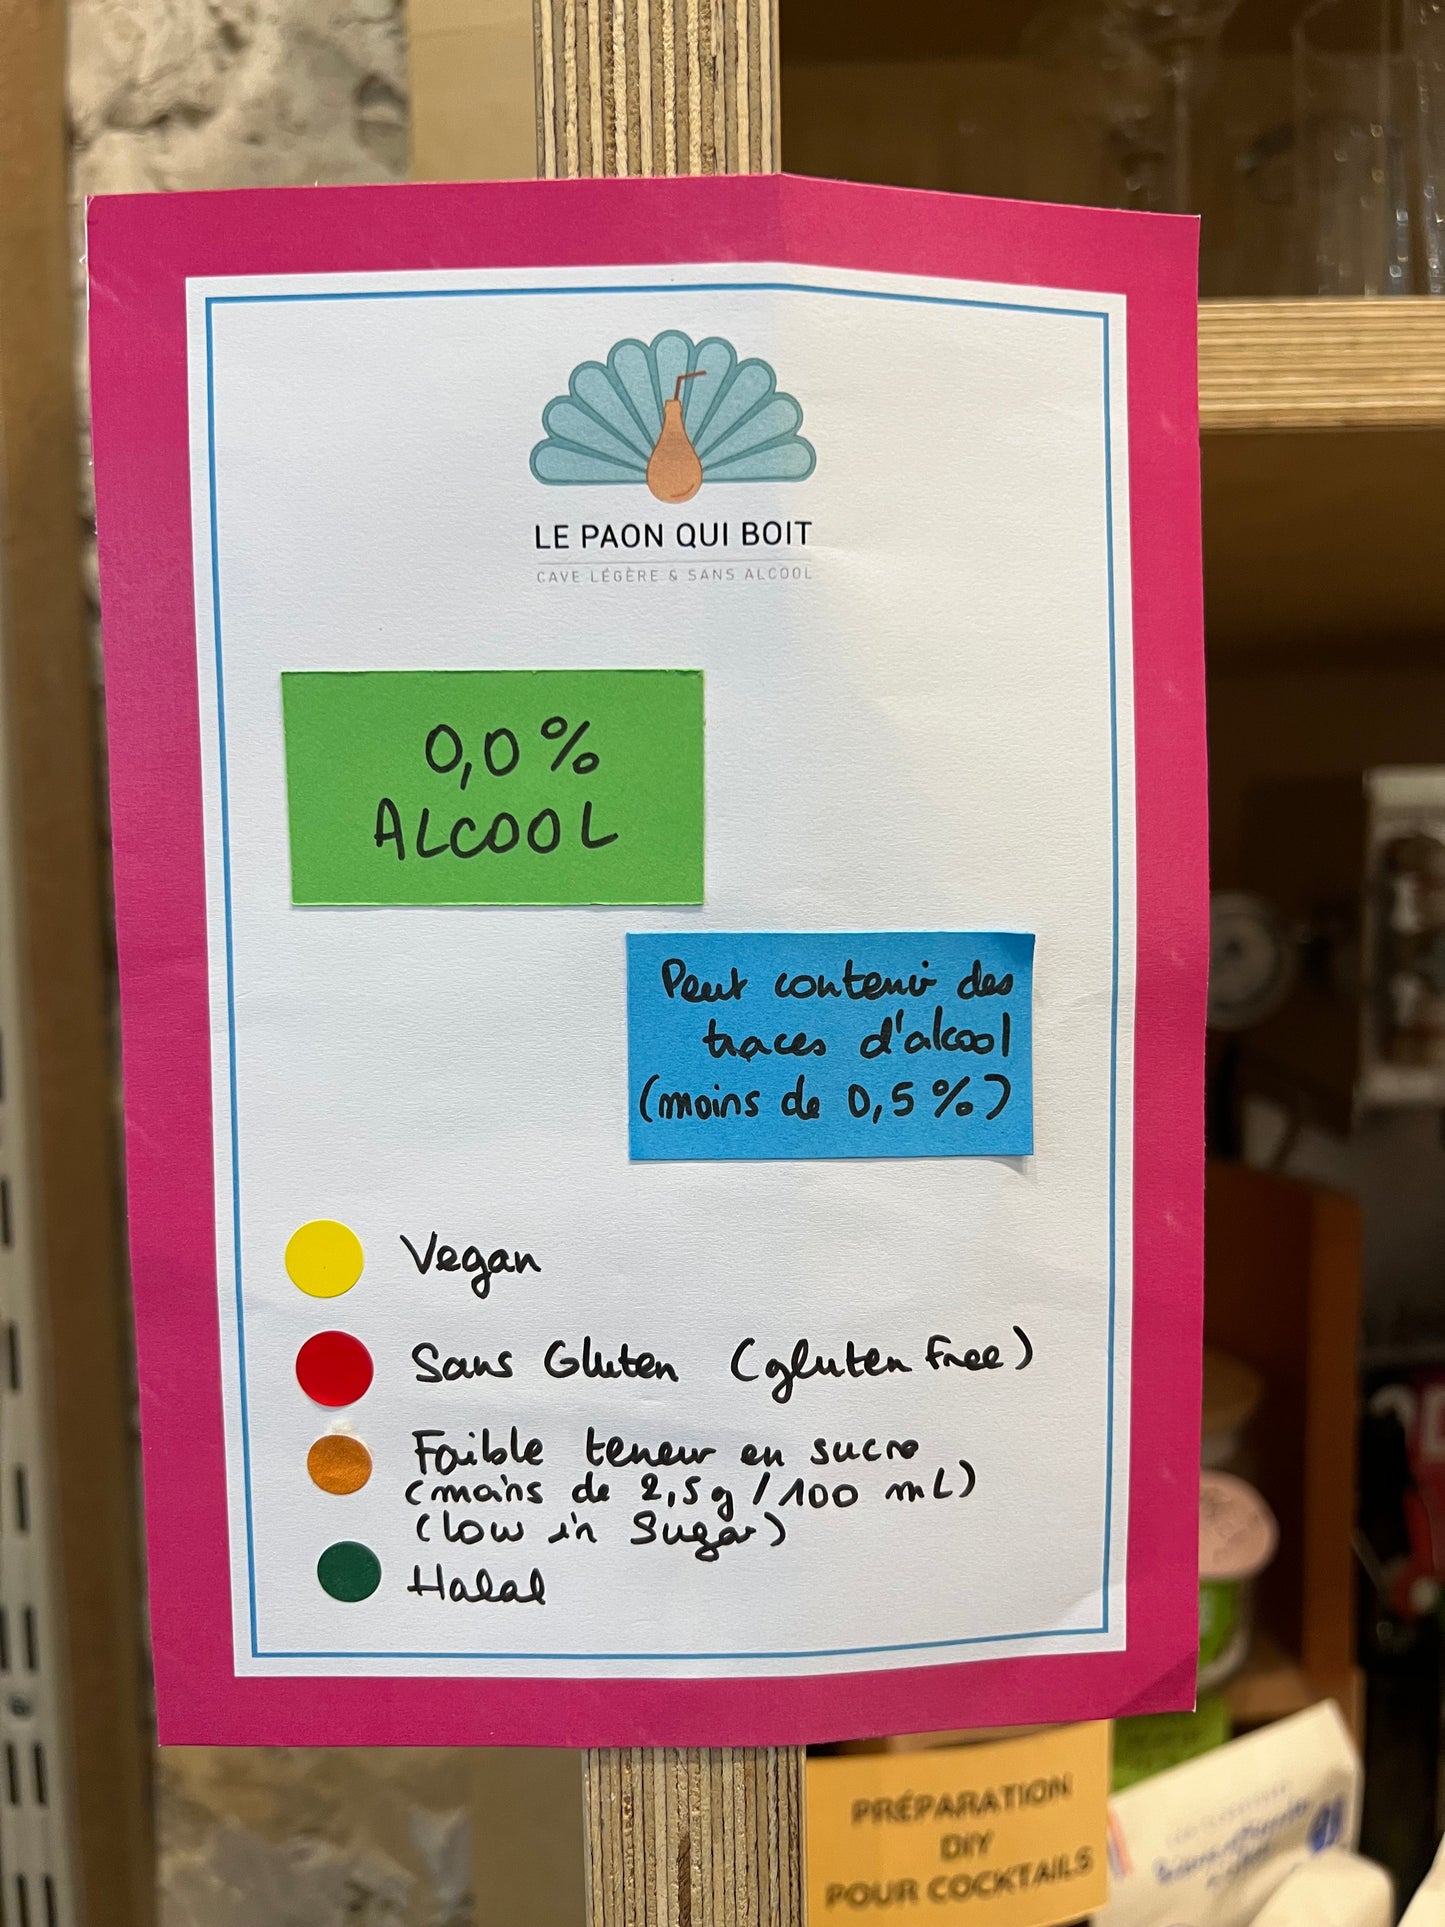 LE PAON QUI BOIT
CAVE LÉGÈRE & SANS ALCOOL
0,0%
ALCOOL
Peut contenir des
traces d'alcool
(moins de 0,5%)
Vegan
Sans Gluten (gluten free)
Faible teneur en sucre
(moins de 2,5g/100 mL)
(low in Sugar)
Halal
PRÉPARATION
DIY
POUR COCKTAILS